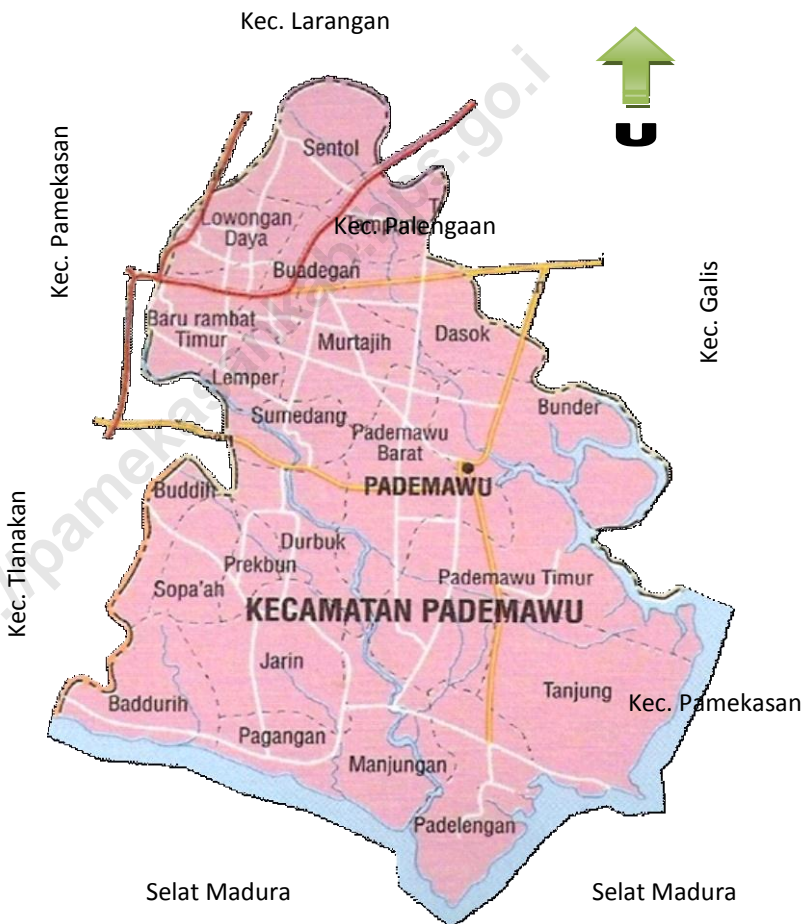 Kec. Larangan
U
Kec. Pamekasan
Sentol
Lowongan
Daya
Kec. Palengaan
Buadegan
Kec. Galis
Baru rambat
Timur
Murtajih
Dasok
Lemper
Sumedang
Bunder
Pademawu
Barat
Buddih
PADEMAWU
Durbuk
Prekbun
Pademawu Timur
Sopa'ah
Kec. Tlanakan
KECAMATAN PADEMAWU
Jarin
Tanjung
Baddurih
Kec. Pamekasan
Pagangan
Manjungan
Padelengan
Selat Madura
Selat Madura